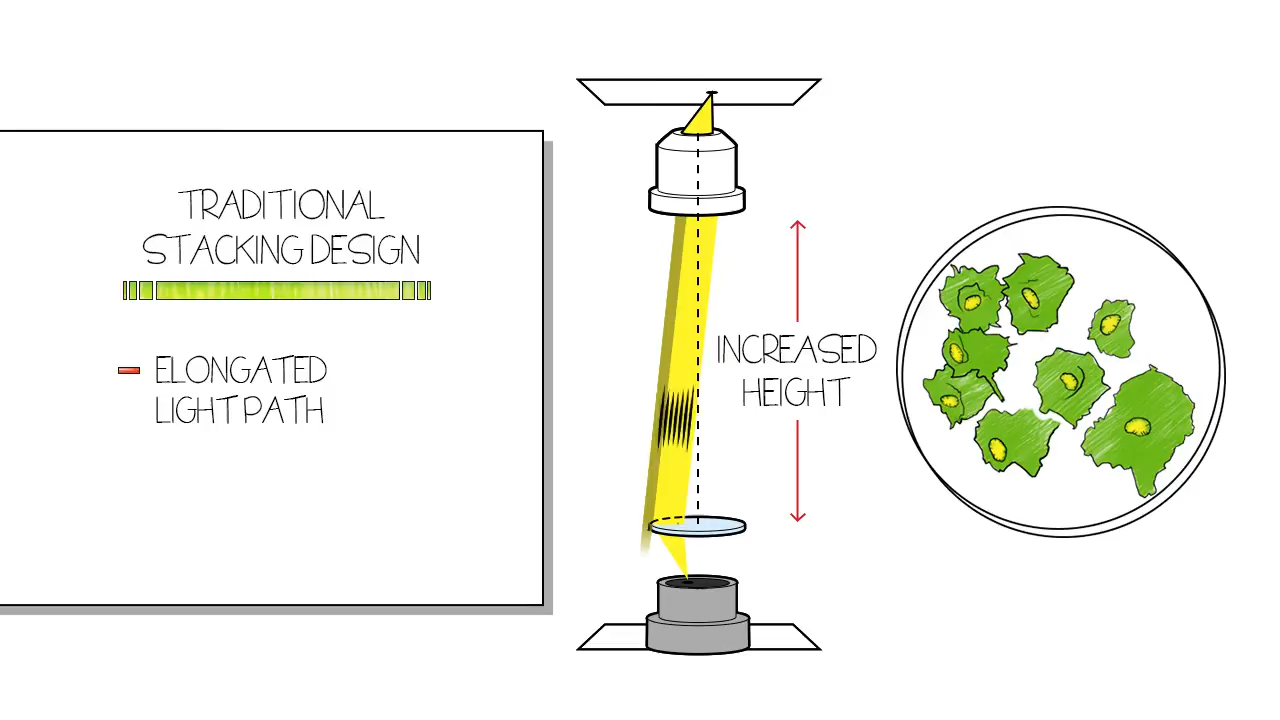 TRADITIONAL
STACKING DESIGN
ELONGATED
LIGHT PATH
INCREASED
HEIGHT